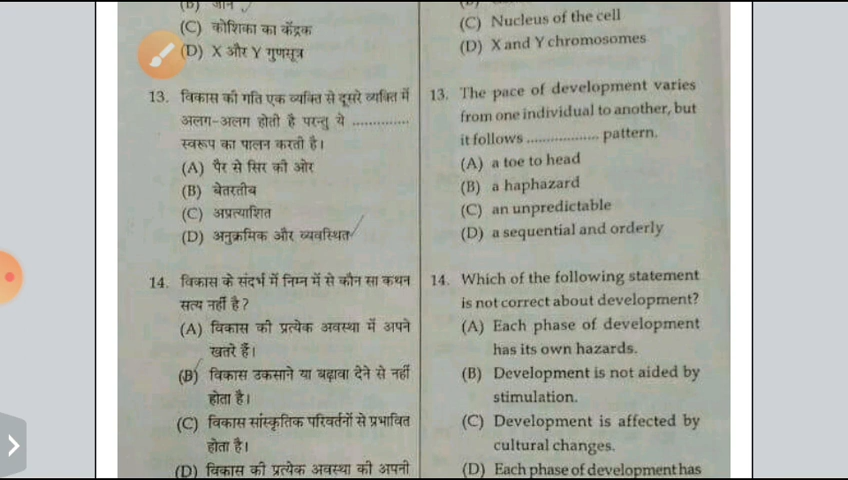 (C) कोशिका का केंद्रक
(D) X और Y गुणसूत्र
13. विकास की गति एक व्यक्ति से दूसरे व्यक्ति में
अलग-अलग होती है परन्तु ये ..............
स्वरूप का पालन करती है।
(A) पैर से सिर की ओर
(B) बेतरतीब
(C) अप्रत्याशित
(D) अनुक्रमिक और व्यवस्थित
14. विकास के संदर्भ में निम्न में से कौन सा कथन
सत्य नहीं है?
(A) विकास की प्रत्येक अवस्था में अपने
खतरे हैं।
(B) विकास उकसाने या बढ़ावा देने से नहीं
होता है।
(C) विकास सांस्कृतिक परिवर्तनों से प्रभावित
होता है।
(D) विकास की प्रत्येक अवस्था की अपनी
(C) Nucleus of the cell
(D) X and Y chromosomes
13. The pace of development varies
from one individual to another, but
it follows .................. pattern.
(A) a toe to head
(B) a haphazard
(C) an unpredictable
(D) a sequential and orderly
14. Which of the following statement
is not correct about development?
(A) Each phase of development
has its own hazards.
(B) Development is not aided by
stimulation.
(C) Development is affected by
cultural changes.
(D) Each phase of development has